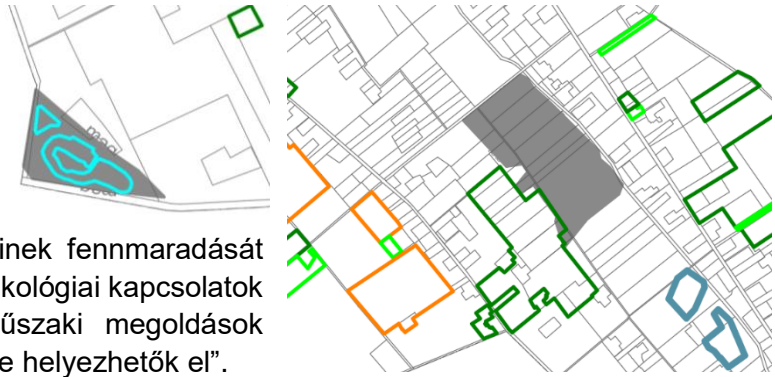 inek fennmaradását
kológiai kapcsolatok
űszaki megoldások
e helyezhetők el”.